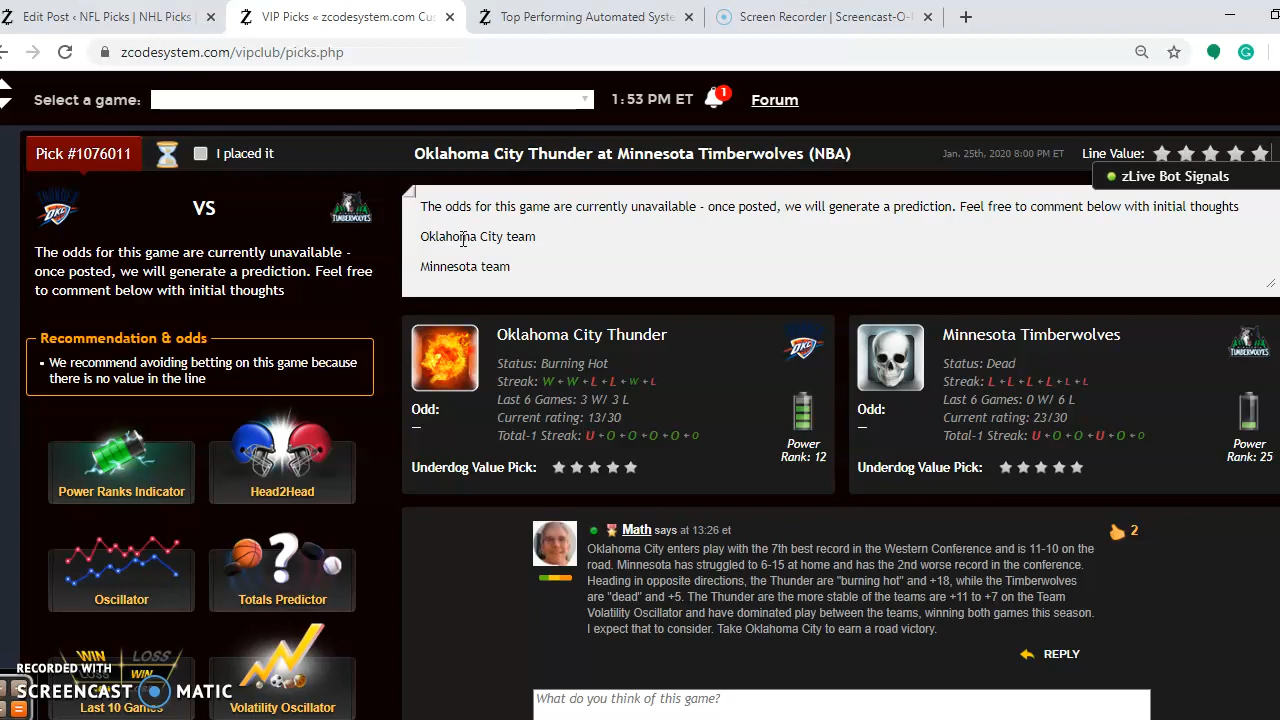 Edit Post ‹ NFL Picks | NHL Picks
VIP Picks « zcodesystem.com Cus
Top Performing Automated Syste
Screen Recorder | Screencast-O-
zcodesystem.com/vipclub/picks.php
Select a game:
1:53 PM ET
1
Forum
Pick #1076011
I placed it
Oklahoma City Thunder at Minnesota Timberwolves (NBA)
Jan. 25th, 2020 8:00 PM ET
Line Value:
zLive Bot Signals
OKC
VS
TIMBERWOLVES
The odds for this game are currently unavailable -
once posted, we will generate a prediction. Feel free
to comment below with initial thoughts
The odds for this game are currently unavailable - once posted, we will generate a prediction. Feel free to comment below with initial thoughts
Oklahoma City team
Minnesota team
Recommendation & odds
We recommend avoiding betting on this game because
there is no value in the line
Power Ranks Indicator
Head2Head
Oscillator
Totals Predictor
WIN LOSS
WIN
Last 10 Games
Volatility Oscillator
Oklahoma City Thunder
OKC
Status: Burning Hot
Streak: W + W + L + L + W + L
Last 6 Games: 3 W/ 3 L
Odd:
Current rating: 13/30
—
Total-1 Streak: U + O + O + O + O + O
Power
Rank: 12
Underdog Value Pick:
Minnesota Timberwolves
TIMBERWOLVES
Status: Dead
Streak: L + L + L + L + L + L
Last 6 Games: 0 W/ 6 L
Odd:
Current rating: 23/30
—
Total-1 Streak: U + O + O + U + O + O
Power
Rank: 25
Underdog Value Pick:
Math says at 13:26 et
2
Oklahoma City enters play with the 7th best record in the Western Conference and is 11-10 on the
road. Minnesota has struggled to 6-15 at home and has the 2nd worse record in the conference.
Heading in opposite directions, the Thunder are "burning hot" and +18, while the Timberwolves
are "dead" and +5. The Thunder are the more stable of the teams are +11 to +7 on the Team
Volatility Oscillator and have dominated play between the teams, winning both games this season.
I expect that to consider. Take Oklahoma City to earn a road victory.
REPLY
What do you think of this game?
RECORDED WITH
SCREENCAST MATIC